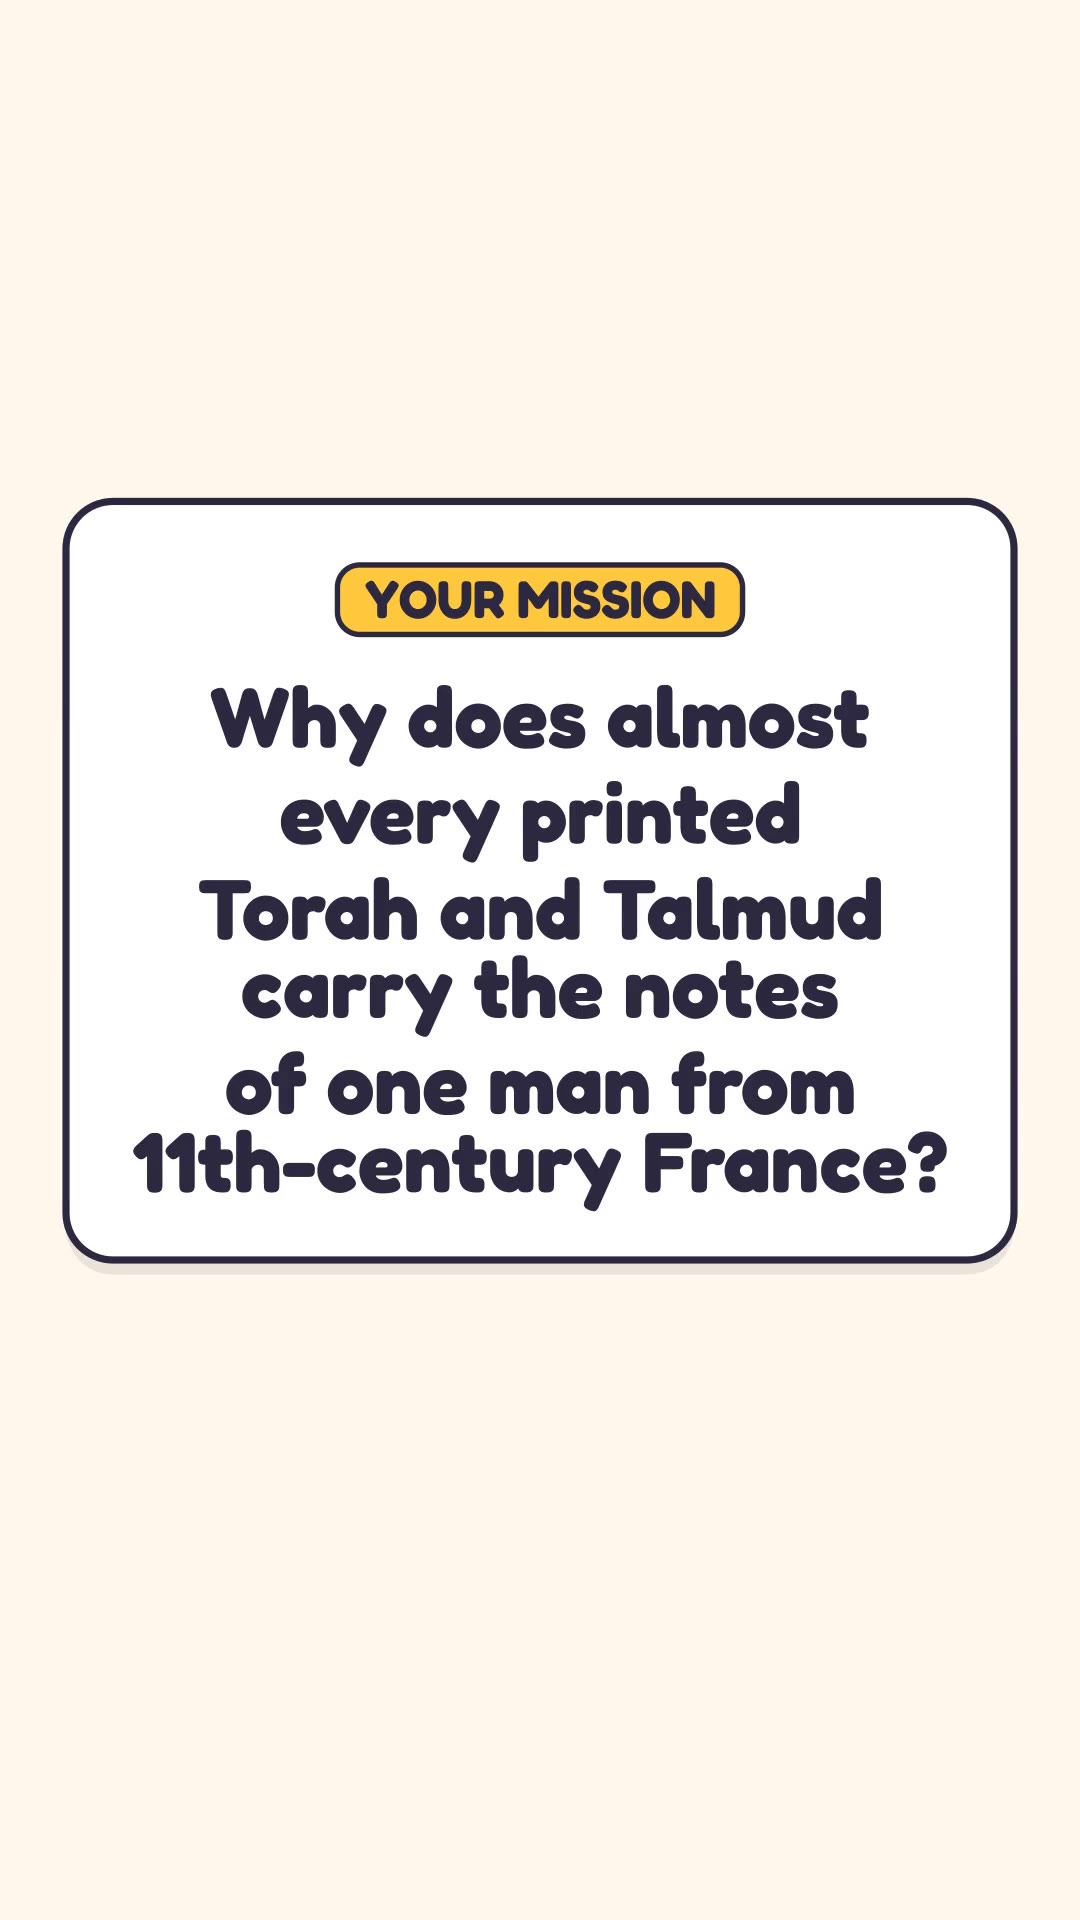 YOUR MISSION
Why does almost
every printed
Torah and Talmud
carry the notes
of one man from
11th-century France?